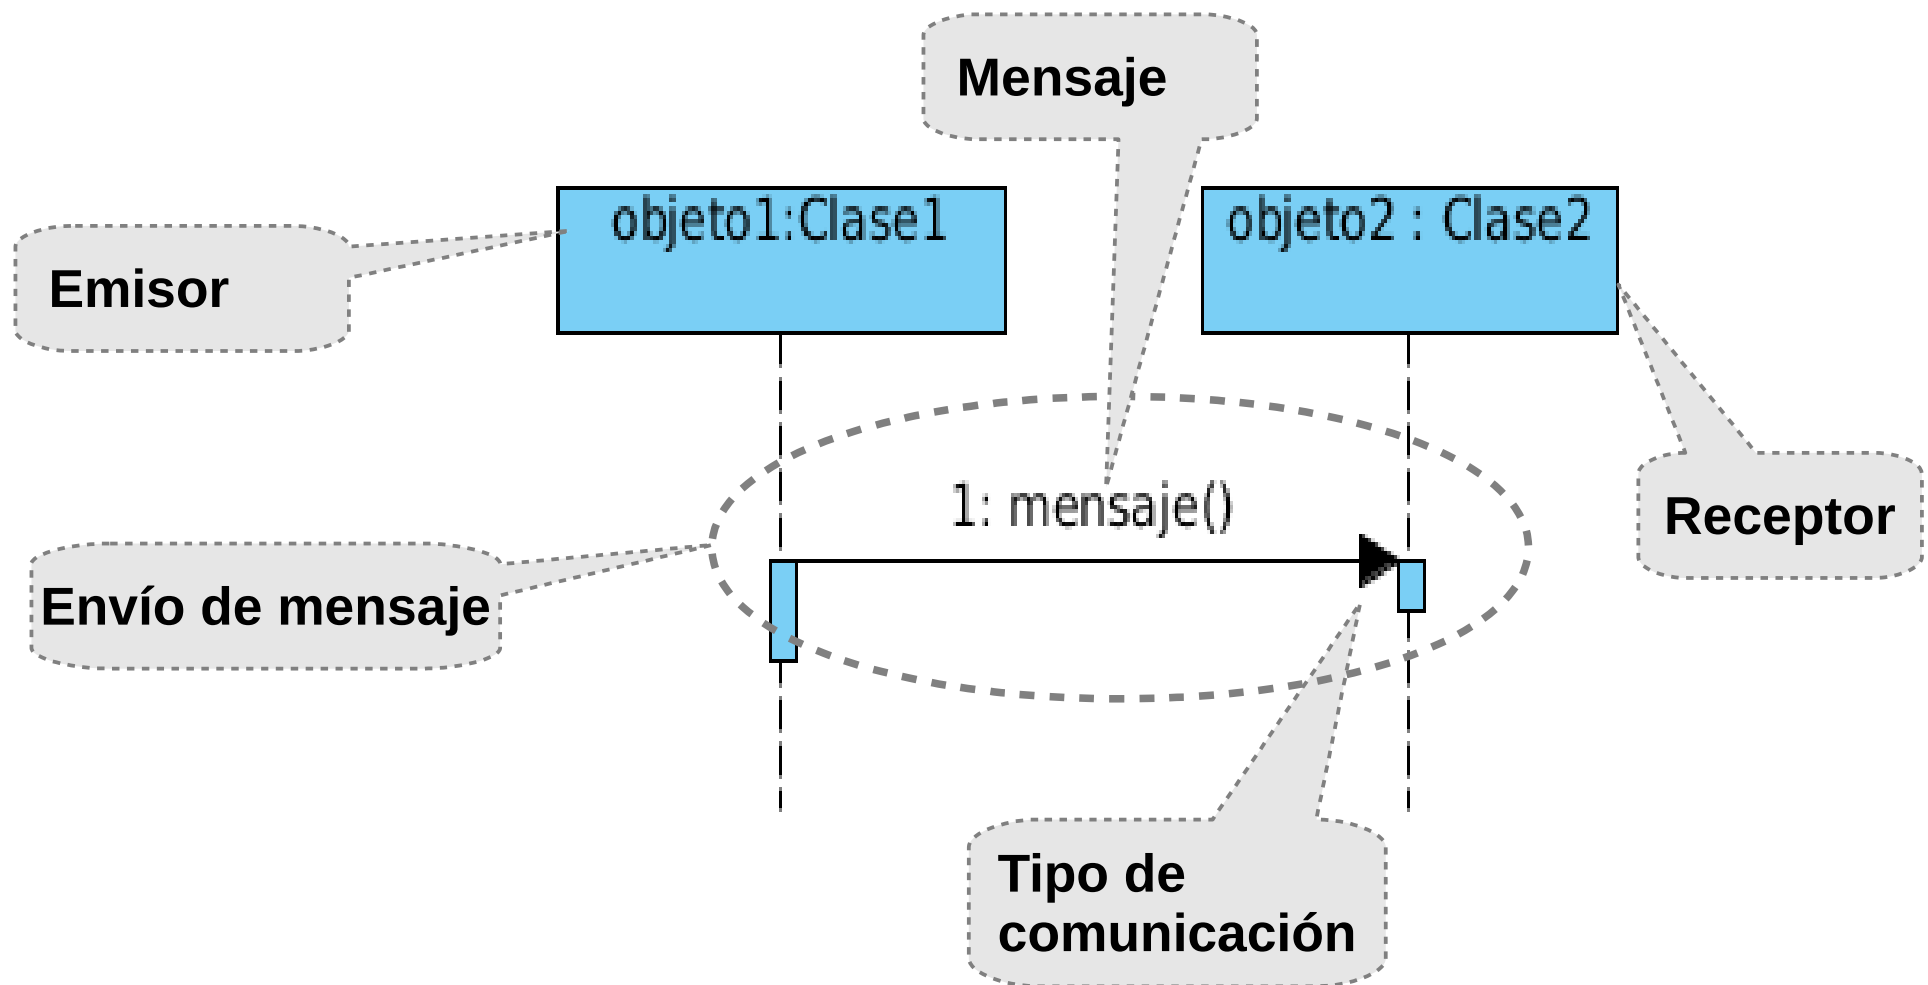 Mensaje
objeto1:Clase1
objeto2 : Clase2
Emisor
1: mensaje()
Receptor
Envío de mensaje
Tipo de
comunicación